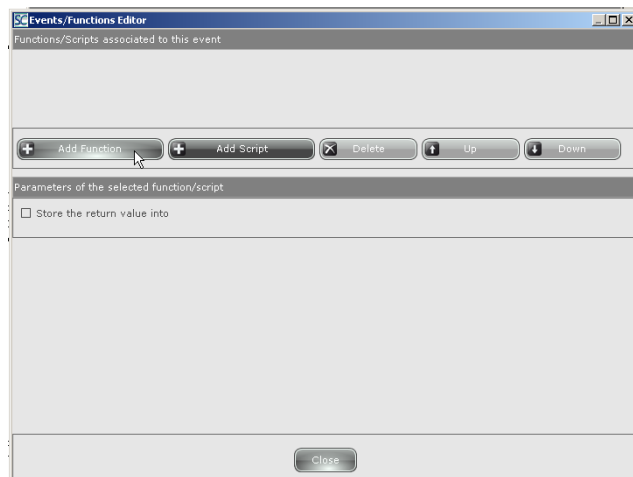 SC Events/Functions Editor
Functions/Scripts associated to this event
Add Function Add Script Delete Up Down
Parameters of the selected function/script
Store the return value into
Close